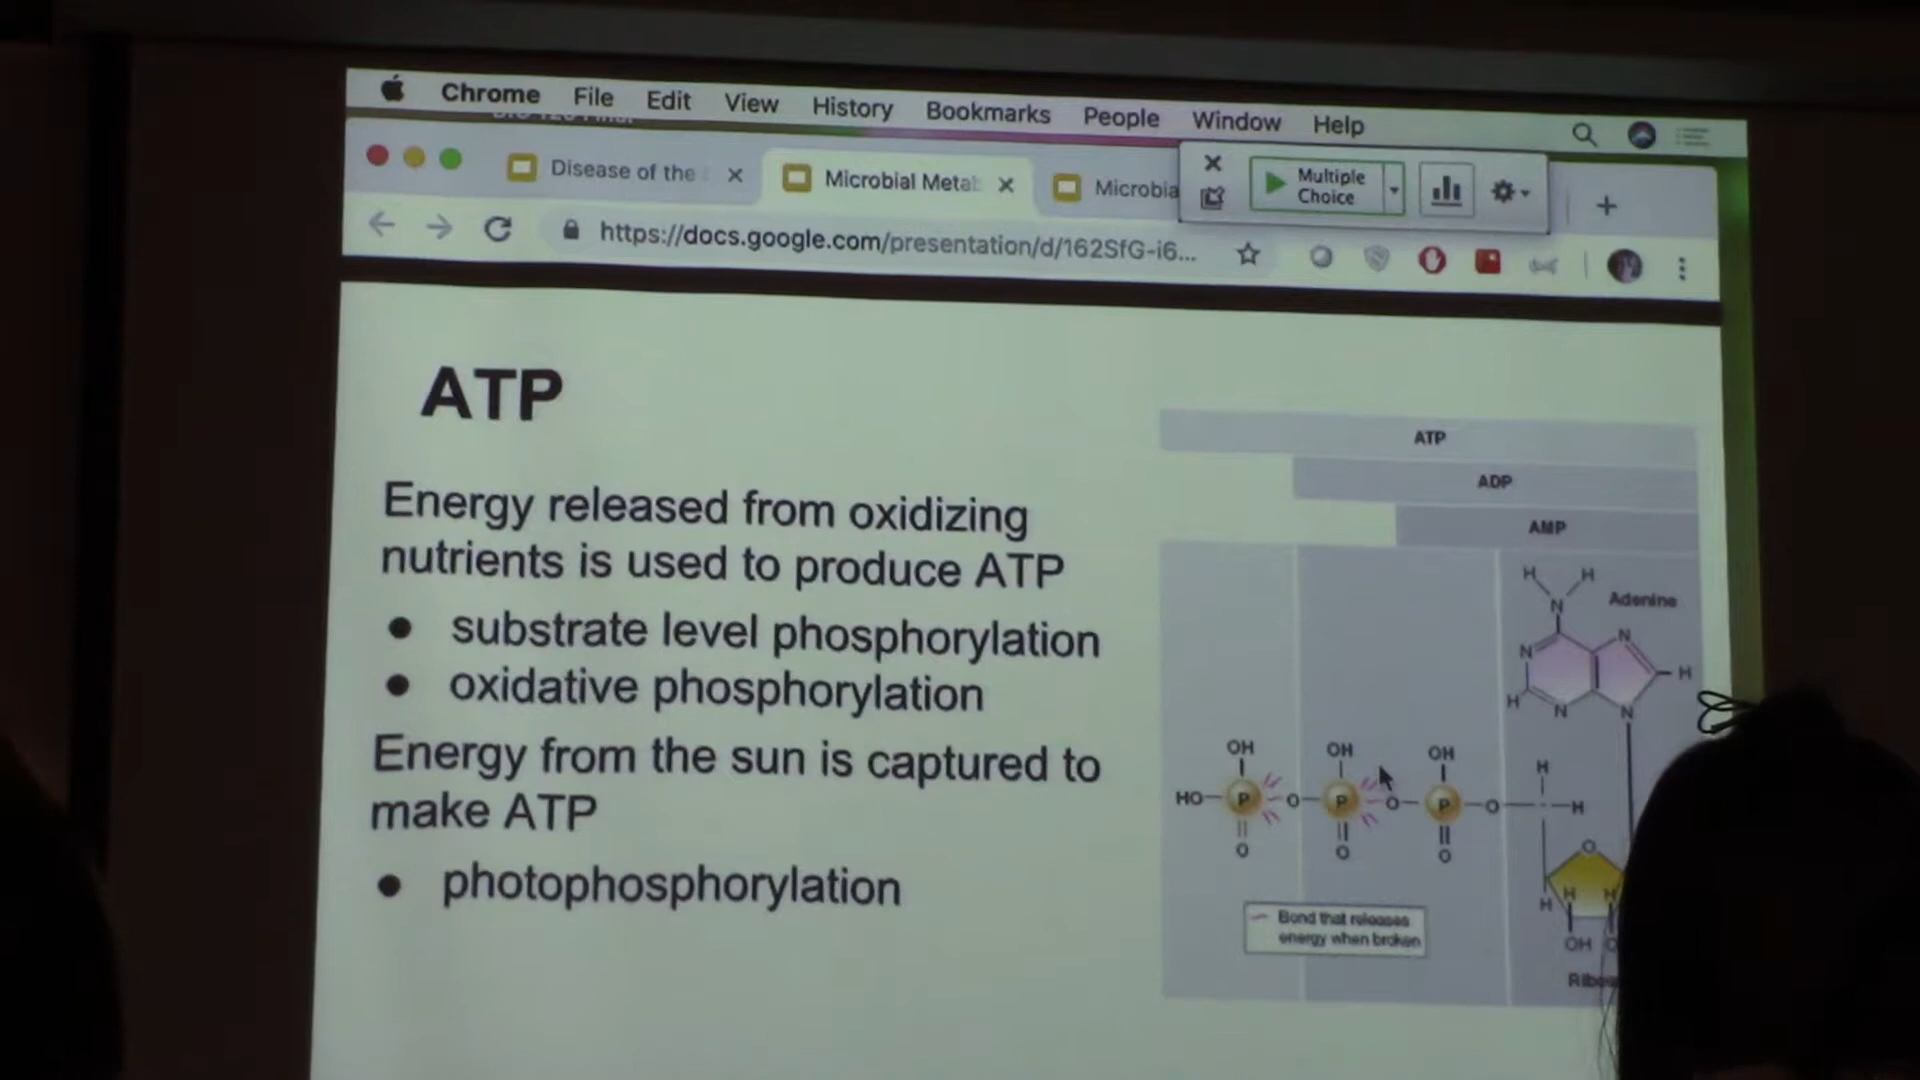 Chrome File Edit View History Bookmarks People Window Help
Disease of the
Microbial Metab
Microbia
Multiple
Choice
https://docs.google.com/presentation/d/162SfG-i6...
ATP
Energy released from oxidizing
nutrients is used to produce ATP
● substrate level phosphorylation
● oxidative phosphorylation
Energy from the sun is captured to
make ATP
● photophosphorylation
ATP
ADP
AMP
H H
N Adenine
N N
H
H N N
OH OH OH H
HO P O P O P O H
O O O O
H H H
OH O
Bond that releases
energy when broken
Ribos